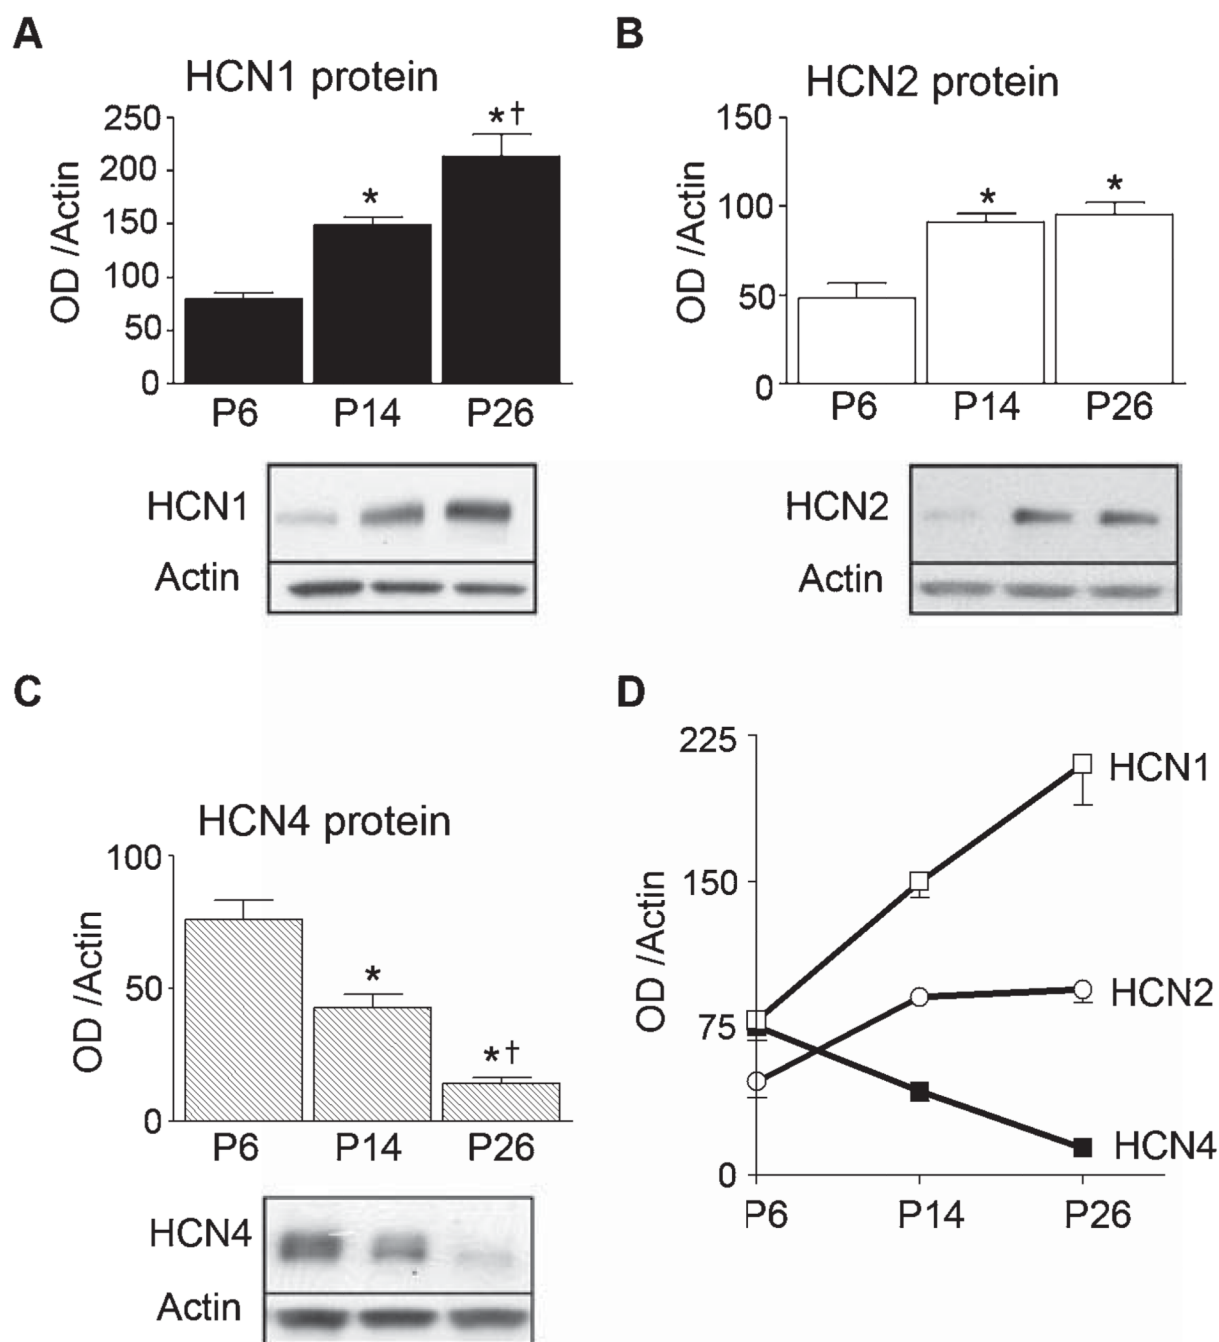 A
HCN1 protein
250
200
150
100
50
0
OD /Actin
*
*†
P6 P14 P26
HCN1
Actin
B
HCN2 protein
150
100
50
0
OD /Actin
*
*
P6 P14 P26
HCN2
Actin
C
HCN4 protein
100
50
0
OD /Actin
*
*†
P6 P14 P26
HCN4
Actin
D
225
150
75
0
OD /Actin
HCN1
HCN2
HCN4
P6 P14 P26